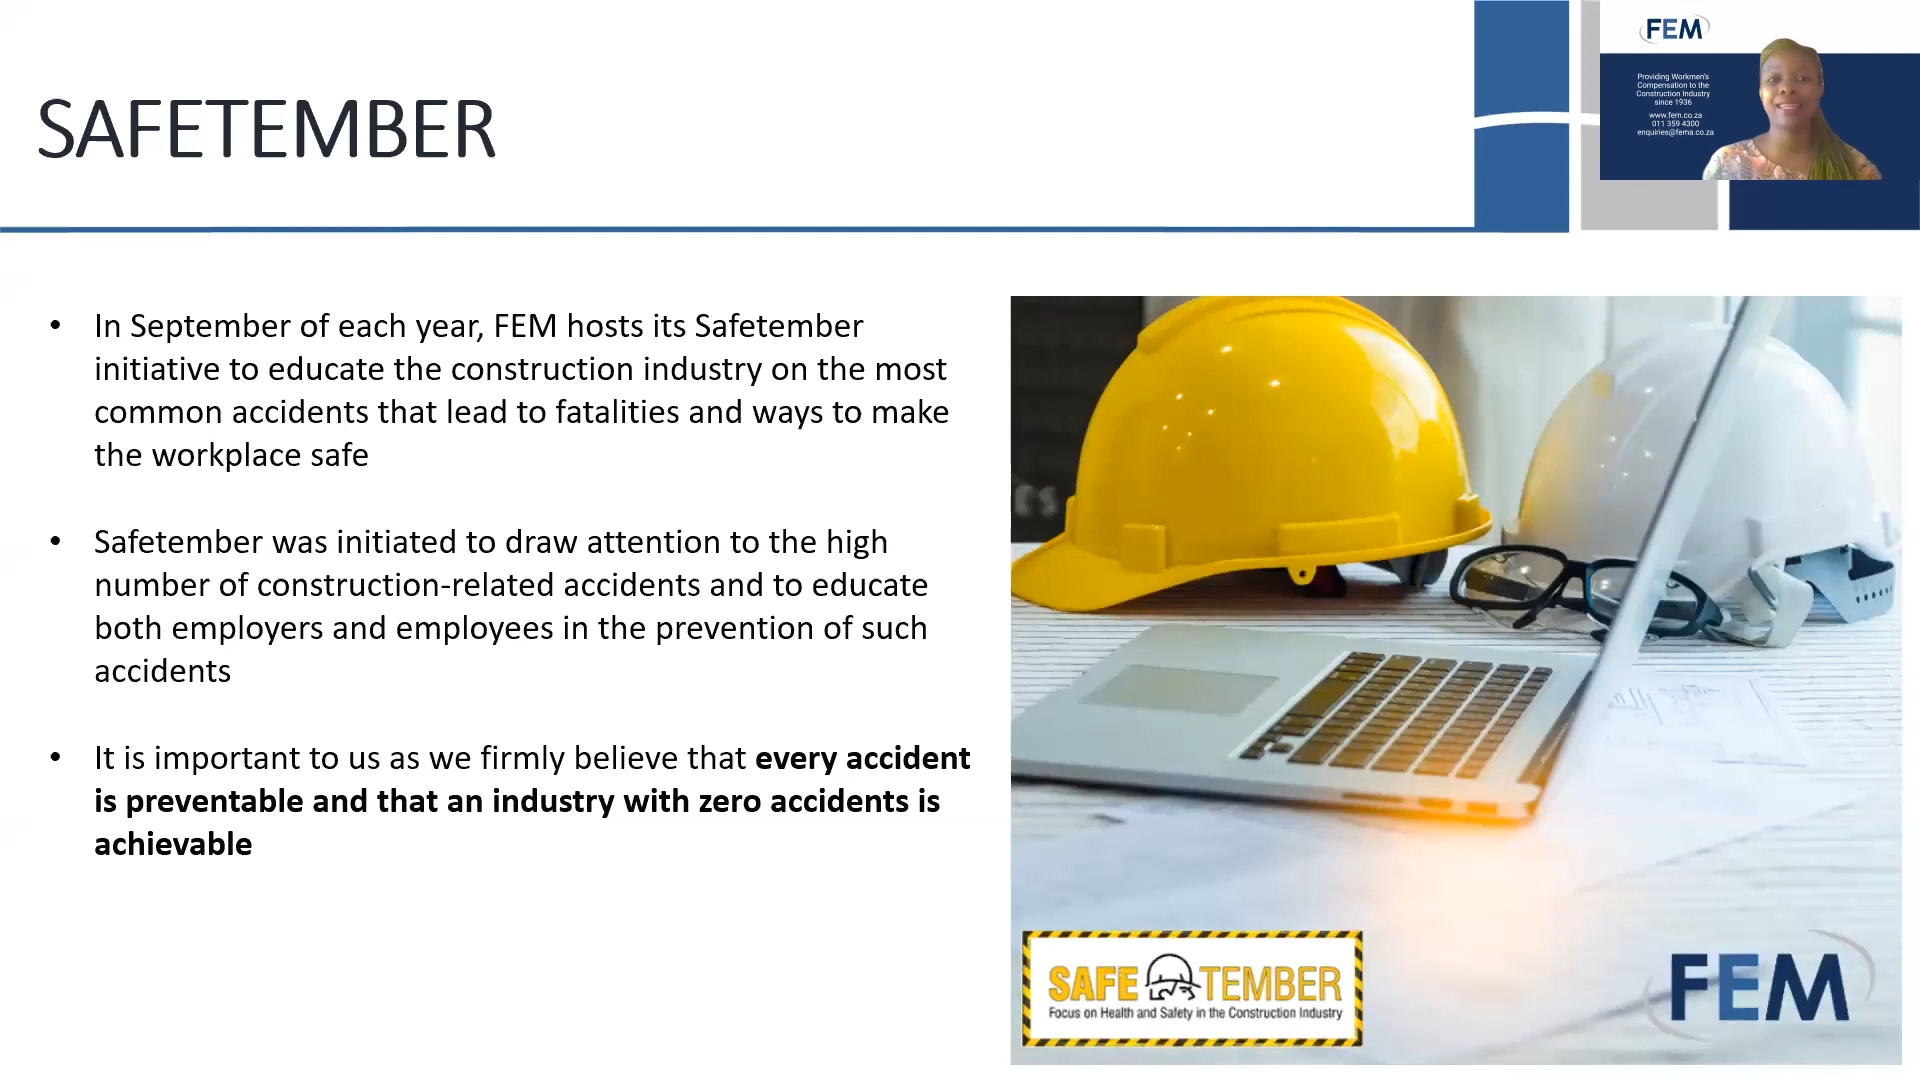 SAFETEMBER
FEM
Providing Workmen's
Compensation to the
Construction Industry
since 1936
www.fem.co.za
011 359 4300
enquiries@fema.co.za
• In September of each year, FEM hosts its Safetember
initiative to educate the construction industry on the most
common accidents that lead to fatalities and ways to make
the workplace safe
• Safetember was initiated to draw attention to the high
number of construction-related accidents and to educate
both employers and employees in the prevention of such
accidents
• It is important to us as we firmly believe that every accident
is preventable and that an industry with zero accidents is
achievable
SAFE TEMBER
Focus on Health and Safety in the Construction Industry
FEM